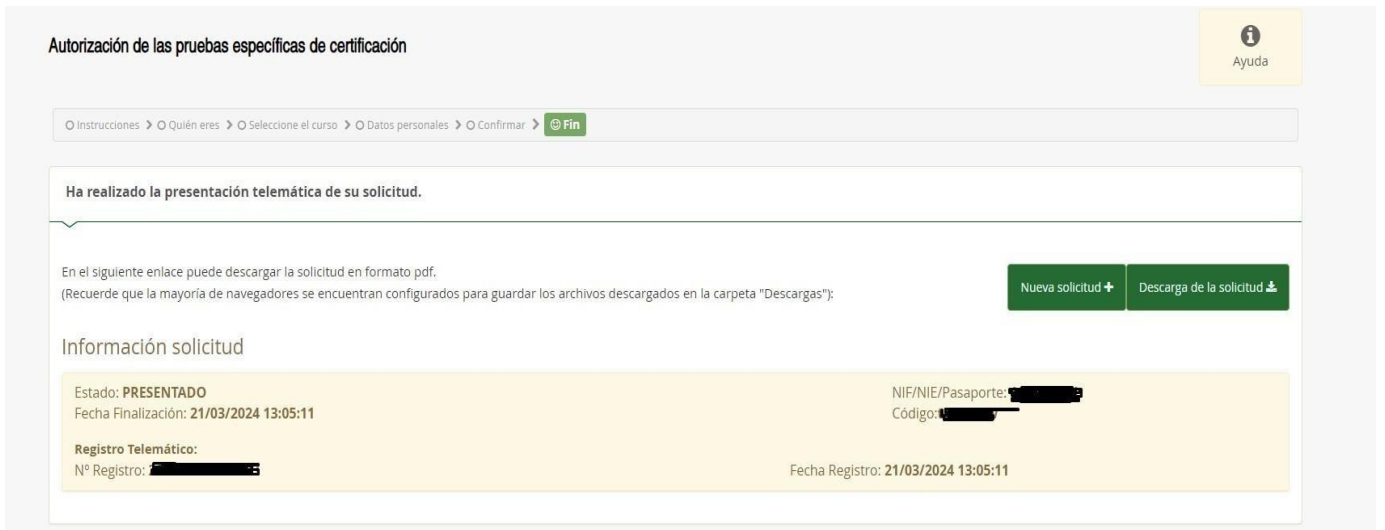 Autorización de las pruebas específicas de certificación
Ayuda
Instrucciones > Quién eres > Seleccione el curso > Datos personales > Confirmar > Fin
Ha realizado la presentación telemática de su solicitud.
En el siguiente enlace puede descargar la solicitud en formato pdf.
(Recuerde que la mayoría de navegadores se encuentran configurados para guardar los archivos descargados en la carpeta "Descargas"):
Nueva solicitud + Descarga de la solicitud
Información solicitud
Estado: PRESENTADO NIF/NIE/Pasaporte:
Fecha Finalización: 21/03/2024 13:05:11 Código:
Registro Telemático:
Nº Registro: Fecha Registro: 21/03/2024 13:05:11